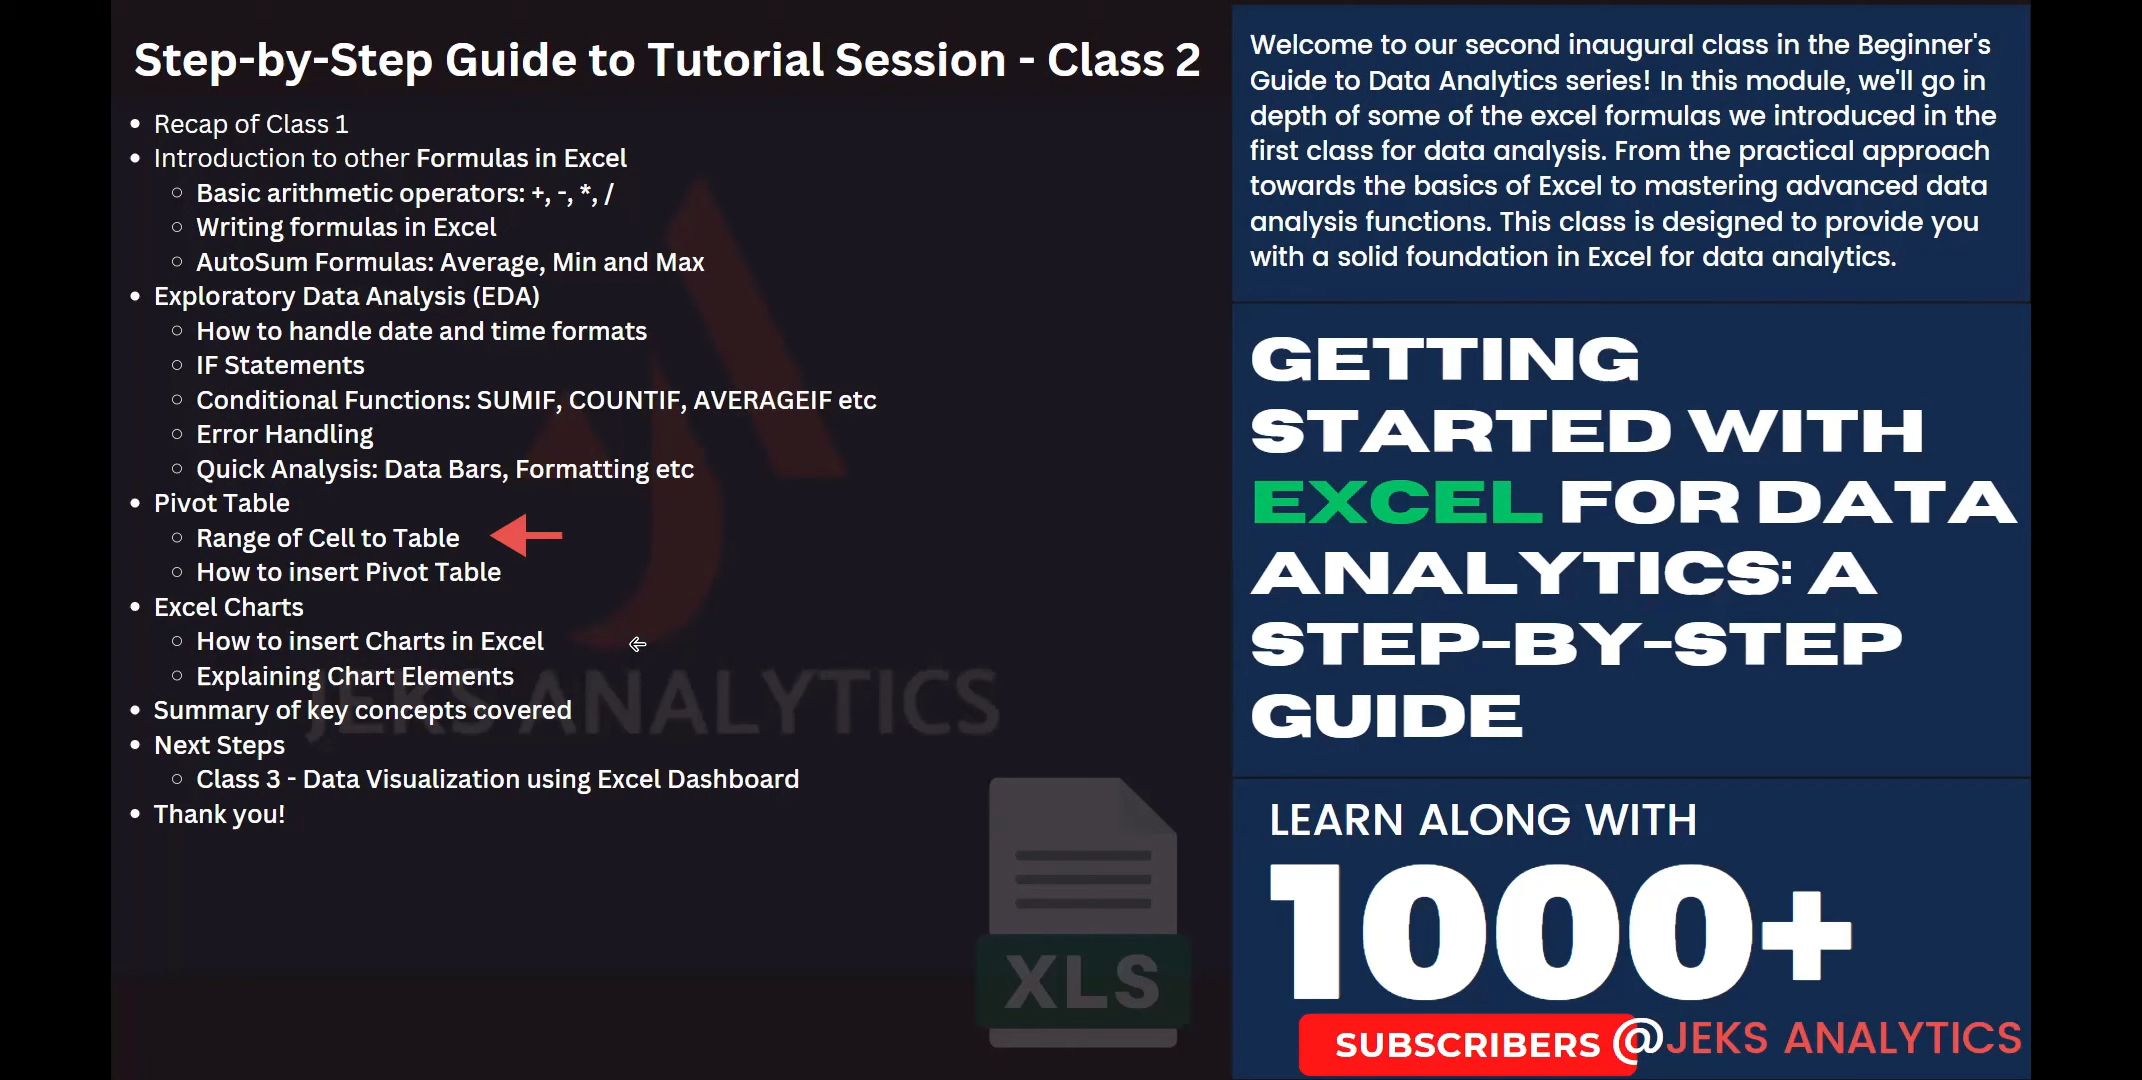 Step-by-Step Guide to Tutorial Session - Class 2
• Recap of Class 1
• Introduction to other Formulas in Excel
○ Basic arithmetic operators: +, -, *, /
○ Writing formulas in Excel
○ AutoSum Formulas: Average, Min and Max
• Exploratory Data Analysis (EDA)
○ How to handle date and time formats
○ IF Statements
○ Conditional Functions: SUMIF, COUNTIF, AVERAGEIF etc
○ Error Handling
○ Quick Analysis: Data Bars, Formatting etc
• Pivot Table
○ Range of Cell to Table
○ How to insert Pivot Table
• Excel Charts
○ How to insert Charts in Excel
○ Explaining Chart Elements
• Summary of key concepts covered
• Next Steps
○ Class 3 - Data Visualization using Excel Dashboard
• Thank you!
JEKS ANALYTICS
XLS
Welcome to our second inaugural class in the Beginner's
Guide to Data Analytics series! In this module, we'll go in
depth of some of the excel formulas we introduced in the
first class for data analysis. From the practical approach
towards the basics of Excel to mastering advanced data
analysis functions. This class is designed to provide you
with a solid foundation in Excel for data analytics.
GETTING
STARTED WITH
EXCEL FOR DATA
ANALYTICS: A
STEP-BY-STEP
GUIDE
LEARN ALONG WITH
1000+
SUBSCRIBERS @JEKS ANALYTICS